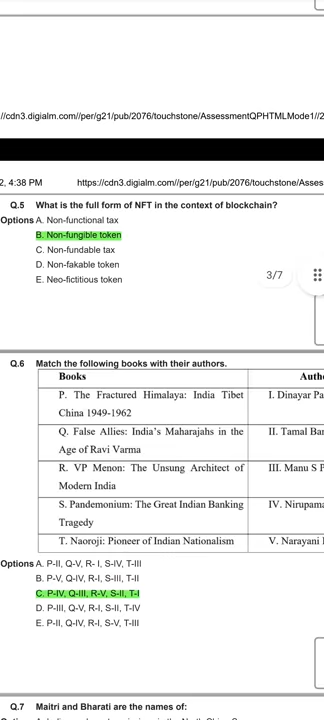 //cdn3.digialm.com//per/g21/pub/2076/touchstone/AssessmentQPHTMLMode1//2
2, 4:38 PM https://cdn3.digialm.com//per/g21/pub/2076/touchstone/Asses
Q.5 What is the full form of NFT in the context of blockchain?
Options A. Non-functional tax
B. Non-fungible token
C. Non-fundable tax
D. Non-fakable token
E. Neo-fictitious token
3/7
Q.6 Match the following books with their authors.
Books Auth
P. The Fractured Himalaya: India Tibet I. Dinayar Pa
China 1949-1962
Q. False Allies: India's Maharajahs in the II. Tamal Ban
Age of Ravi Varma
R. VP Menon: The Unsung Architect of III. Manu S P
Modern India
S. Pandemonium: The Great Indian Banking IV. Nirupama
Tragedy
T. Naoroji: Pioneer of Indian Nationalism V. Narayani
Options A. P-II, Q-V, R- I, S-IV, T-III
B. P-V, Q-IV, R-I, S-III, T-II
C. P-IV, Q-III, R-V, S-II, T-I
D. P-III, Q-V, R-I, S-II, T-IV
E. P-II, Q-IV, R-I, S-V, T-III
Q.7 Maitri and Bharati are the names of: